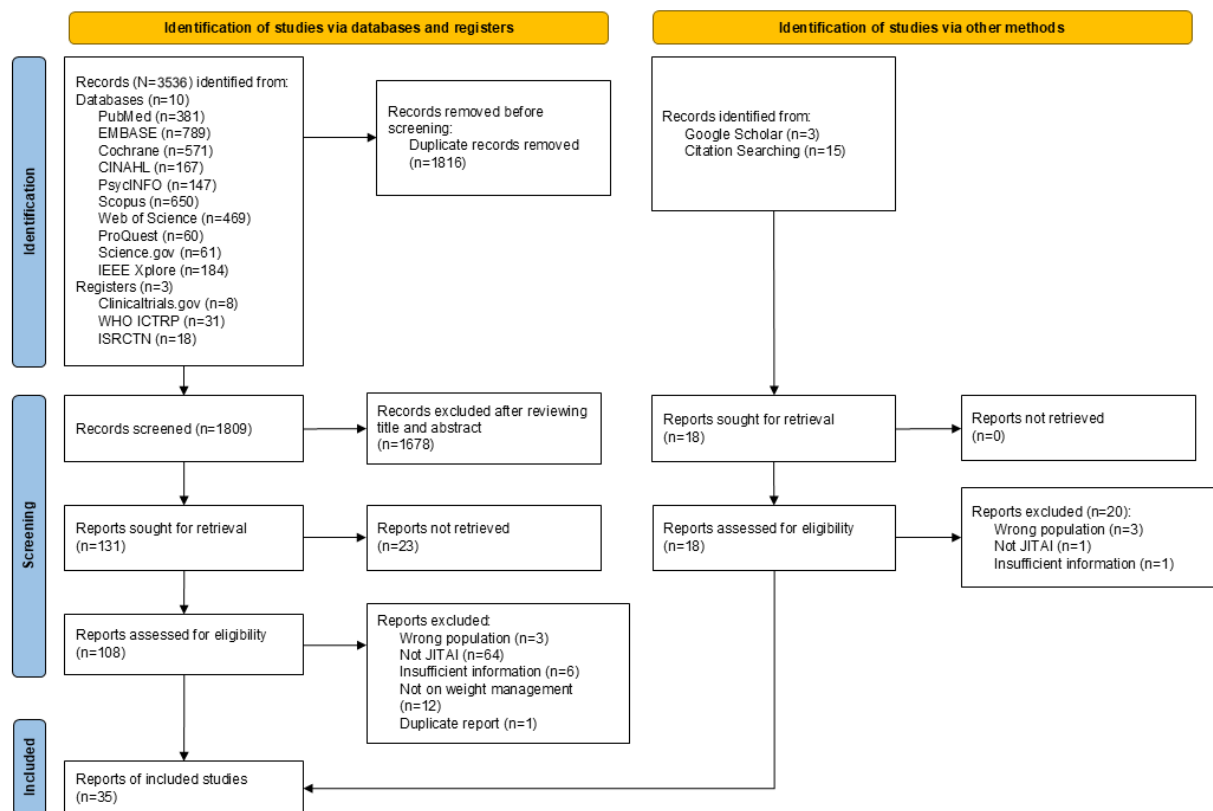 Identification of studies via databases and registers
Identification of studies via other methods
Identification
Records (N=3536) identified from:
Databases (n=10)
PubMed (n=381)
EMBASE (n=789)
Cochrane (n=571)
CINAHL (n=167)
PsycINFO (n=147)
Scopus (n=650)
Web of Science (n=469)
ProQuest (n=60)
Science.gov (n=61)
IEEE Xplore (n=184)
Registers (n=3)
Clinicaltrials.gov (n=8)
WHO ICTRP (n=31)
ISRCTN (n=18)
Records removed before
screening:
Duplicate records removed
(n=1816)
Records identified from:
Google Scholar (n=3)
Citation Searching (n=15)
Screening
Records screened (n=1809)
Records excluded after reviewing
title and abstract
(n=1678)
Reports sought for retrieval
(n=18)
Reports not retrieved
(n=0)
Reports sought for retrieval
(n=131)
Reports not retrieved
(n=23)
Reports assessed for eligibility
(n=18)
Reports excluded (n=20):
Wrong population (n=3)
Not JITAI (n=1)
Insufficient information (n=1)
Reports assessed for eligibility
(n=108)
Reports excluded:
Wrong population (n=3)
Not JITAI (n=64)
Insufficient information (n=6)
Not on weight management
(n=12)
Duplicate report (n=1)
Included
Reports of included studies
(n=35)